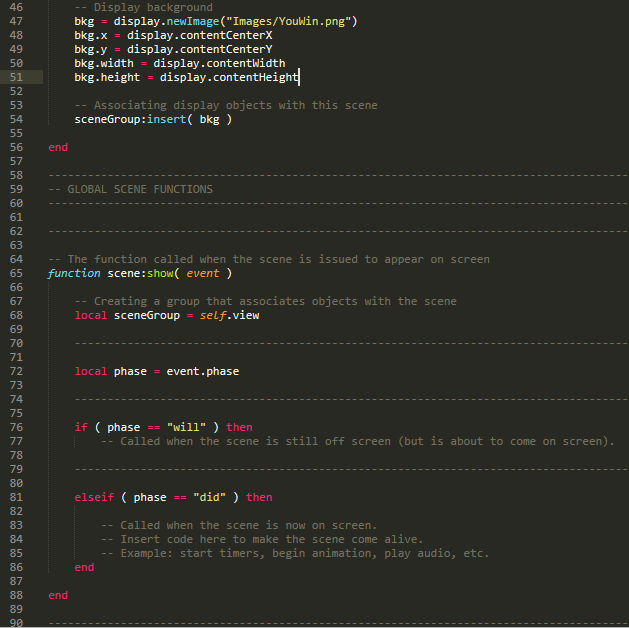 46 -- Display background
47 bkg = display.newImage("Images/YouWin.png")
48 bkg.x = display.contentCenterX
49 bkg.y = display.contentCenterY
50 bkg.width = display.contentWidth
51 bkg.height = display.contentHeight
52
53 -- Associating display objects with this scene
54 sceneGroup:insert( bkg )
55
56 end
57
58 -----------------------------------------------------------------------------------------
59 -- GLOBAL SCENE FUNCTIONS
60 -----------------------------------------------------------------------------------------
61
62 -----------------------------------------------------------------------------------------
63
64 -- The function called when the scene is issued to appear on screen
65 function scene:show( event )
66
67 -- Creating a group that associates objects with the scene
68 local sceneGroup = self.view
69
70 -------------------------------------------------------------------------------------
71
72 local phase = event.phase
73
74 -------------------------------------------------------------------------------------
75
76 if ( phase == "will" ) then
77 -- Called when the scene is still off screen (but is about to come on screen).
78
79 -------------------------------------------------------------------------------------
80
81 elseif ( phase == "did" ) then
82
83 -- Called when the scene is now on screen.
84 -- Insert code here to make the scene come alive.
85 -- Example: start timers, begin animation, play audio, etc.
86 end
87
88 end
89
90 -----------------------------------------------------------------------------------------